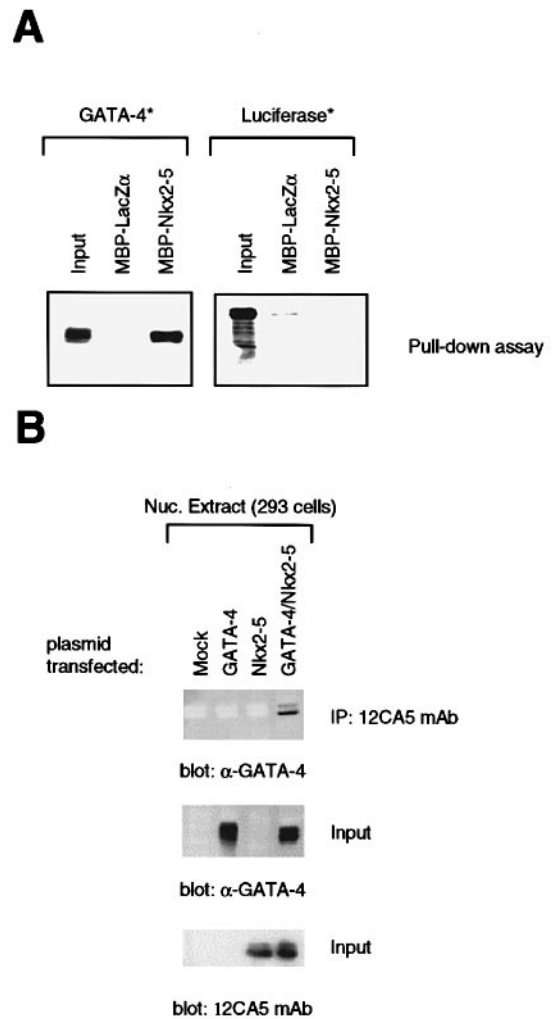 A
GATA-4*
Luciferase*
Input
MBP-LacZα
MBP-Nkx2-5
Input
MBP-LacZα
MBP-Nkx2-5
Pull-down assay
B
Nuc. Extract (293 cells)
plasmid
transfected:
Mock
GATA-4
Nkx2-5
GATA-4/Nkx2-5
IP: 12CA5 mAb
blot: α-GATA-4
Input
blot: α-GATA-4
Input
blot: 12CA5 mAb